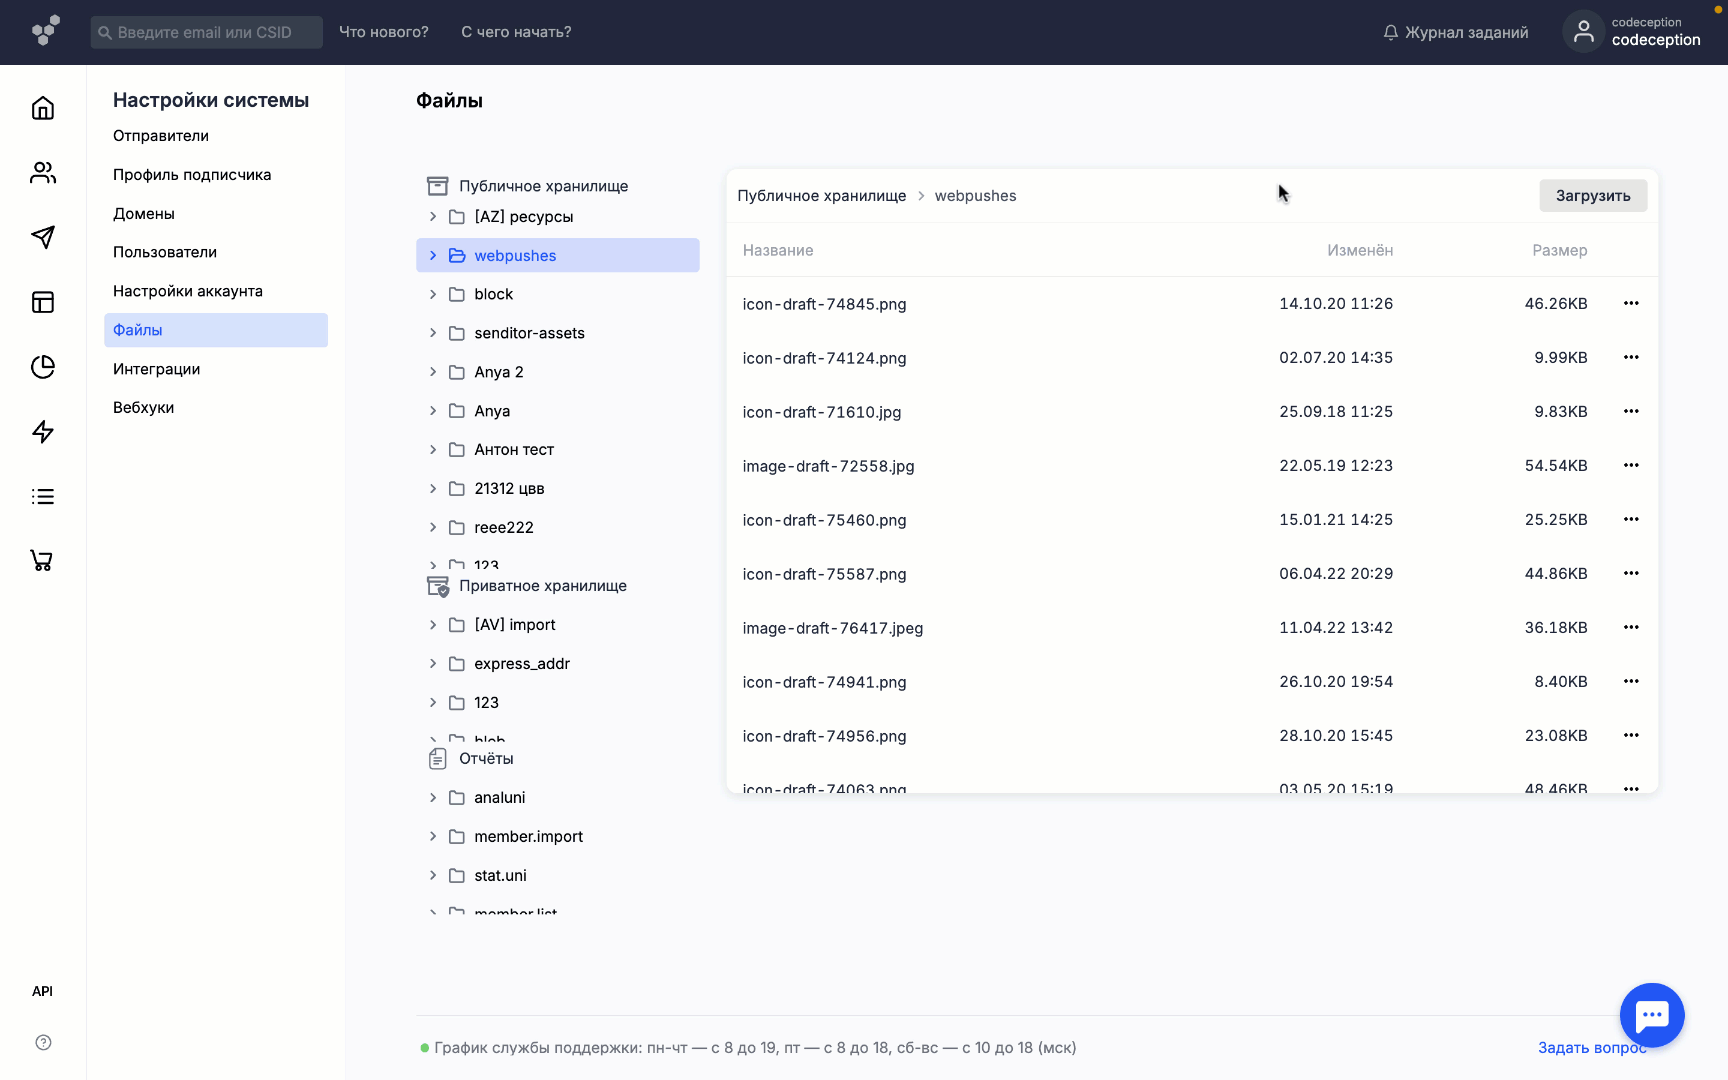 Введите email или CSID
Что нового?
С чего начать?
Журнал заданий
codeception
codeception
Настройки системы
Отправители
Профиль подписчика
Домены
Пользователи
Настройки аккаунта
Файлы
Интеграции
Вебхуки
API
Файлы
Публичное хранилище
[AZ] ресурсы
webpushes
block
senditor-assets
Anya 2
Anya
Антон тест
21312 цвв
reee222
123
Приватное хранилище
[AV] import
express_addr
123
blob
Отчёты
analuni
member.import
stat.uni
member.list
Публичное хранилище > webpushes
Загрузить
Название Изменён Размер
icon-draft-74845.png 14.10.20 11:26 46.26KB
icon-draft-74124.png 02.07.20 14:35 9.99KB
icon-draft-71610.jpg 25.09.18 11:25 9.83KB
image-draft-72558.jpg 22.05.19 12:23 54.54KB
icon-draft-75460.png 15.01.21 14:25 25.25KB
icon-draft-75587.png 06.04.22 20:29 44.86KB
image-draft-76417.jpeg 11.04.22 13:42 36.18KB
icon-draft-74941.png 26.10.20 19:54 8.40KB
icon-draft-74956.png 28.10.20 15:45 23.08KB
icon-draft-74063.png 03.05.20 15:19 48.46KB
График службы поддержки: пн-чт — с 8 до 19, пт — с 8 до 18, сб-вс — с 10 до 18 (мск)
Задать вопрос